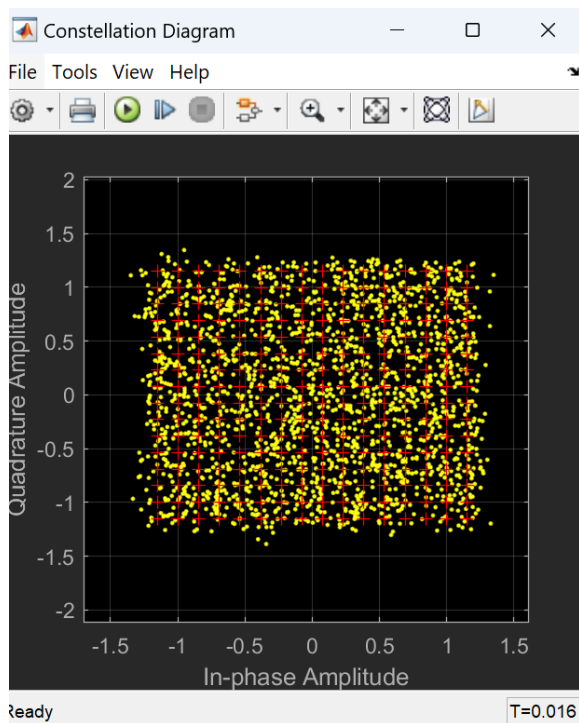 Constellation Diagram
File Tools View Help
2
1.5
1
0.5
0
-0.5
-1
-1.5
-2
Quadrature Amplitude
-1.5 -1 -0.5 0 0.5 1 1.5
In-phase Amplitude
Ready T=0.016